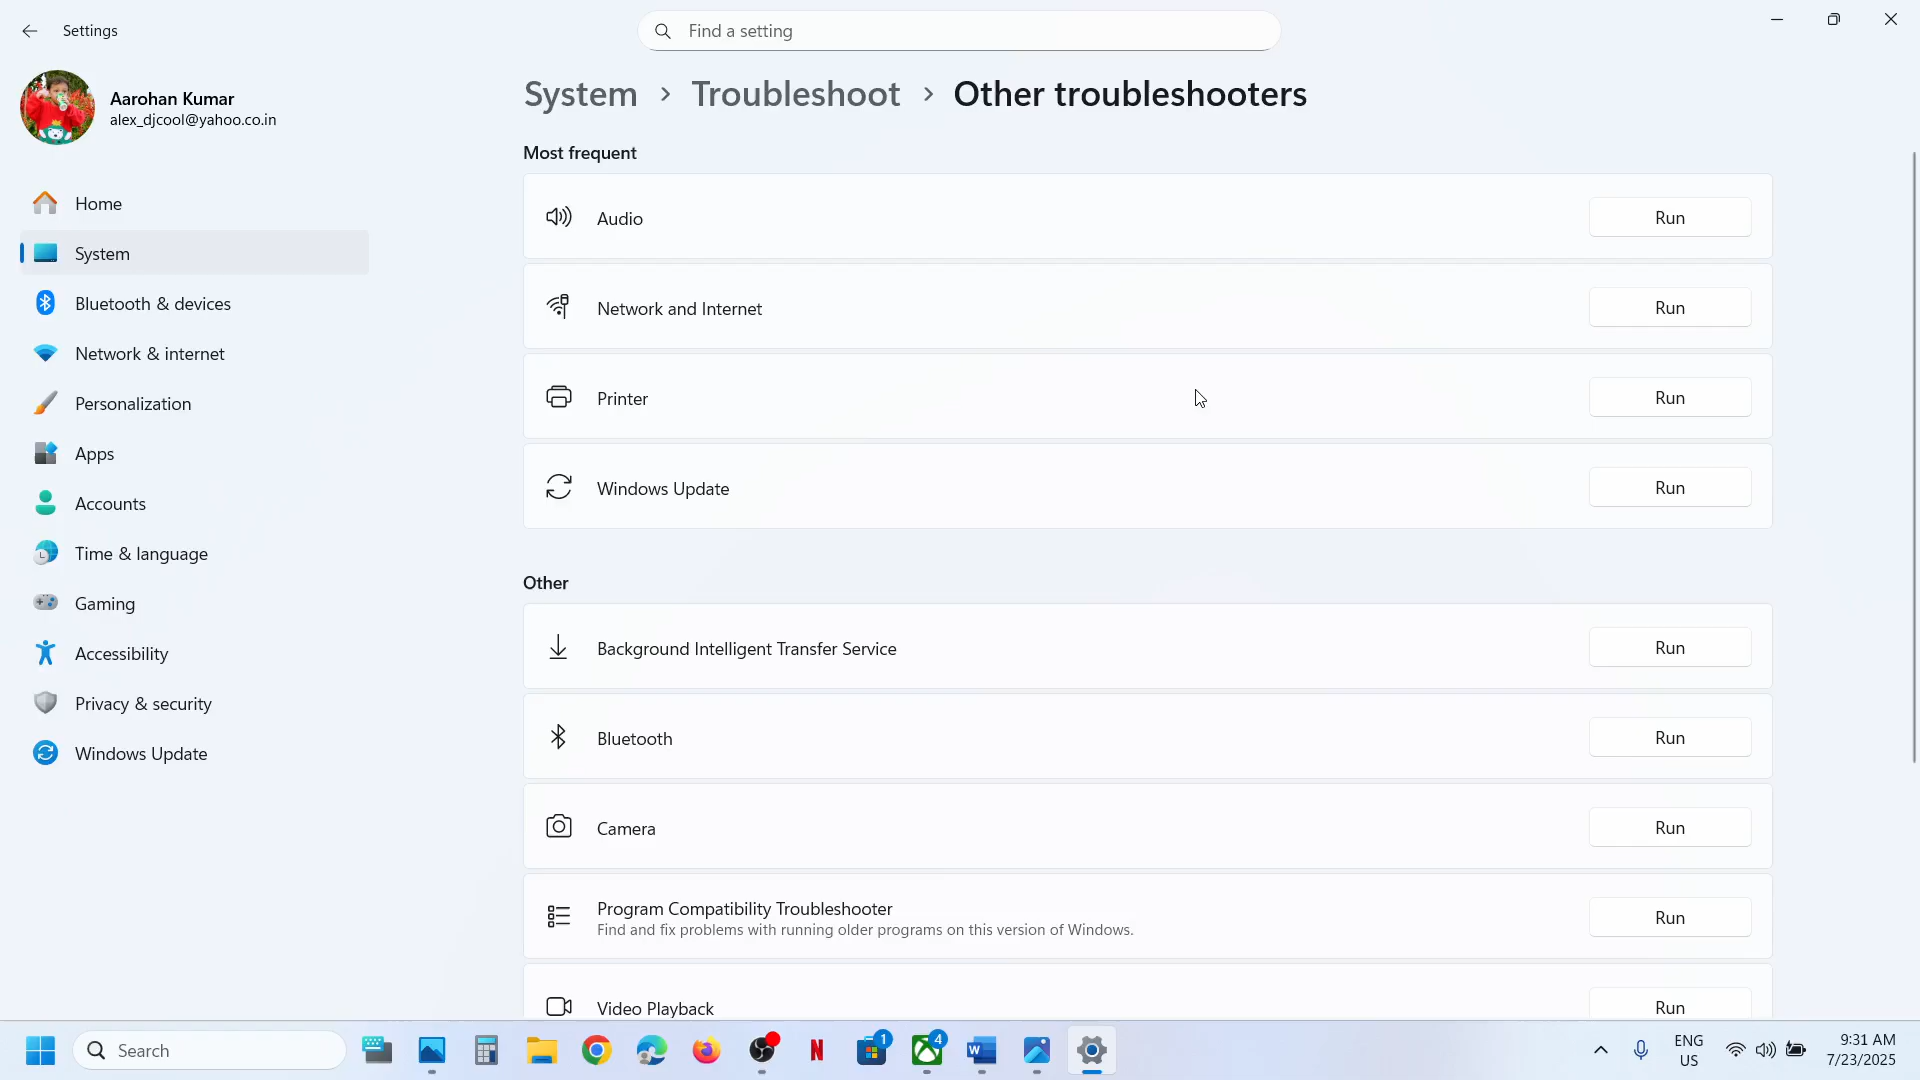 Settings
Find a setting
Aarohan Kumar
alex_djcool@yahoo.co.in
Home
System
Bluetooth & devices
Network & internet
Personalization
Apps
Accounts
Time & language
Gaming
Accessibility
Privacy & security
Windows Update
System > Troubleshoot > Other troubleshooters
Most frequent
Audio Run
Network and Internet Run
Printer Run
Windows Update Run
Other
Background Intelligent Transfer Service Run
Bluetooth Run
Camera Run
Program Compatibility Troubleshooter Run
Find and fix problems with running older programs on this version of Windows.
Video Playback Run
Search
N
1
4
W
ENG
US
9:31 AM
7/23/2025